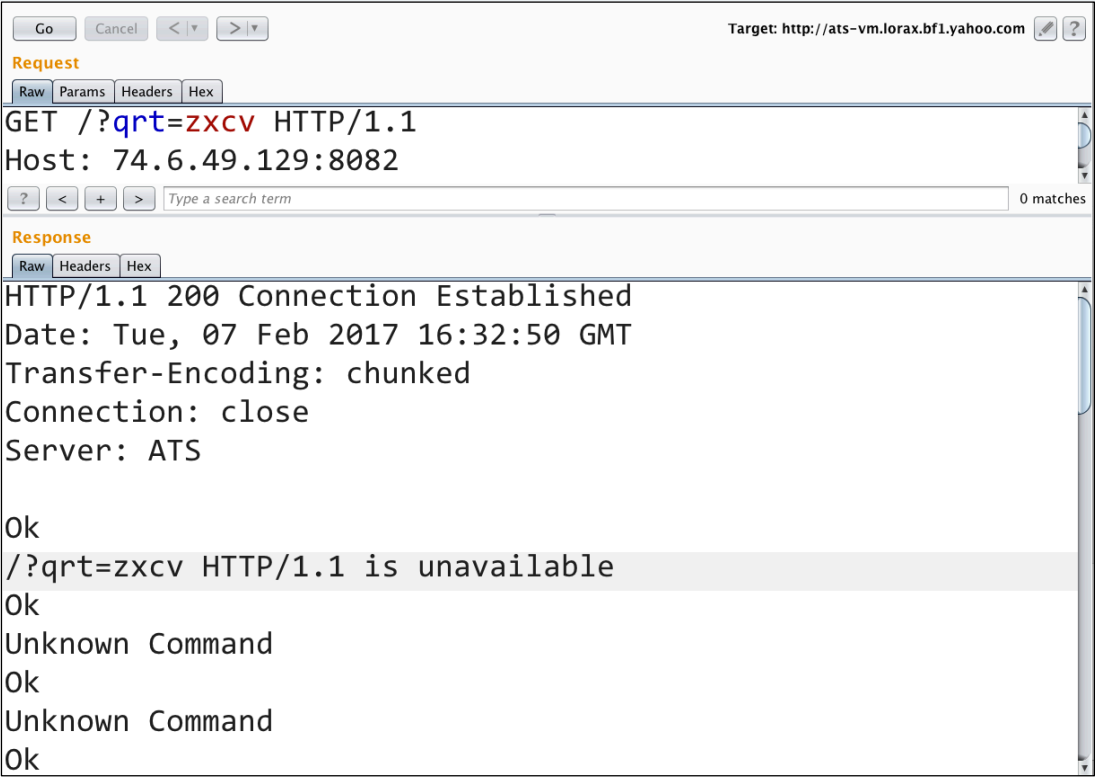 Go Cancel < > Target: http://ats-vm.lorax.bf1.yahoo.com ?
Request
Raw Params Headers Hex
GET /?qrt=zxcv HTTP/1.1
Host: 74.6.49.129:8082
? < + > Type a search term 0 matches
Response
Raw Headers Hex
HTTP/1.1 200 Connection Established
Date: Tue, 07 Feb 2017 16:32:50 GMT
Transfer-Encoding: chunked
Connection: close
Server: ATS
Ok
/?qrt=zxcv HTTP/1.1 is unavailable
Ok
Unknown Command
Ok
Unknown Command
Ok